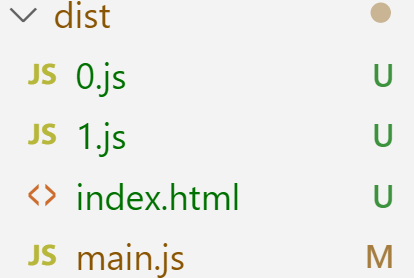 dist
JS 0.js U
JS 1.js U
<> index.html U
JS main.js M